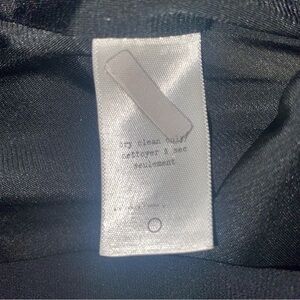 dry clean only/
nettoyer à sec
seulement